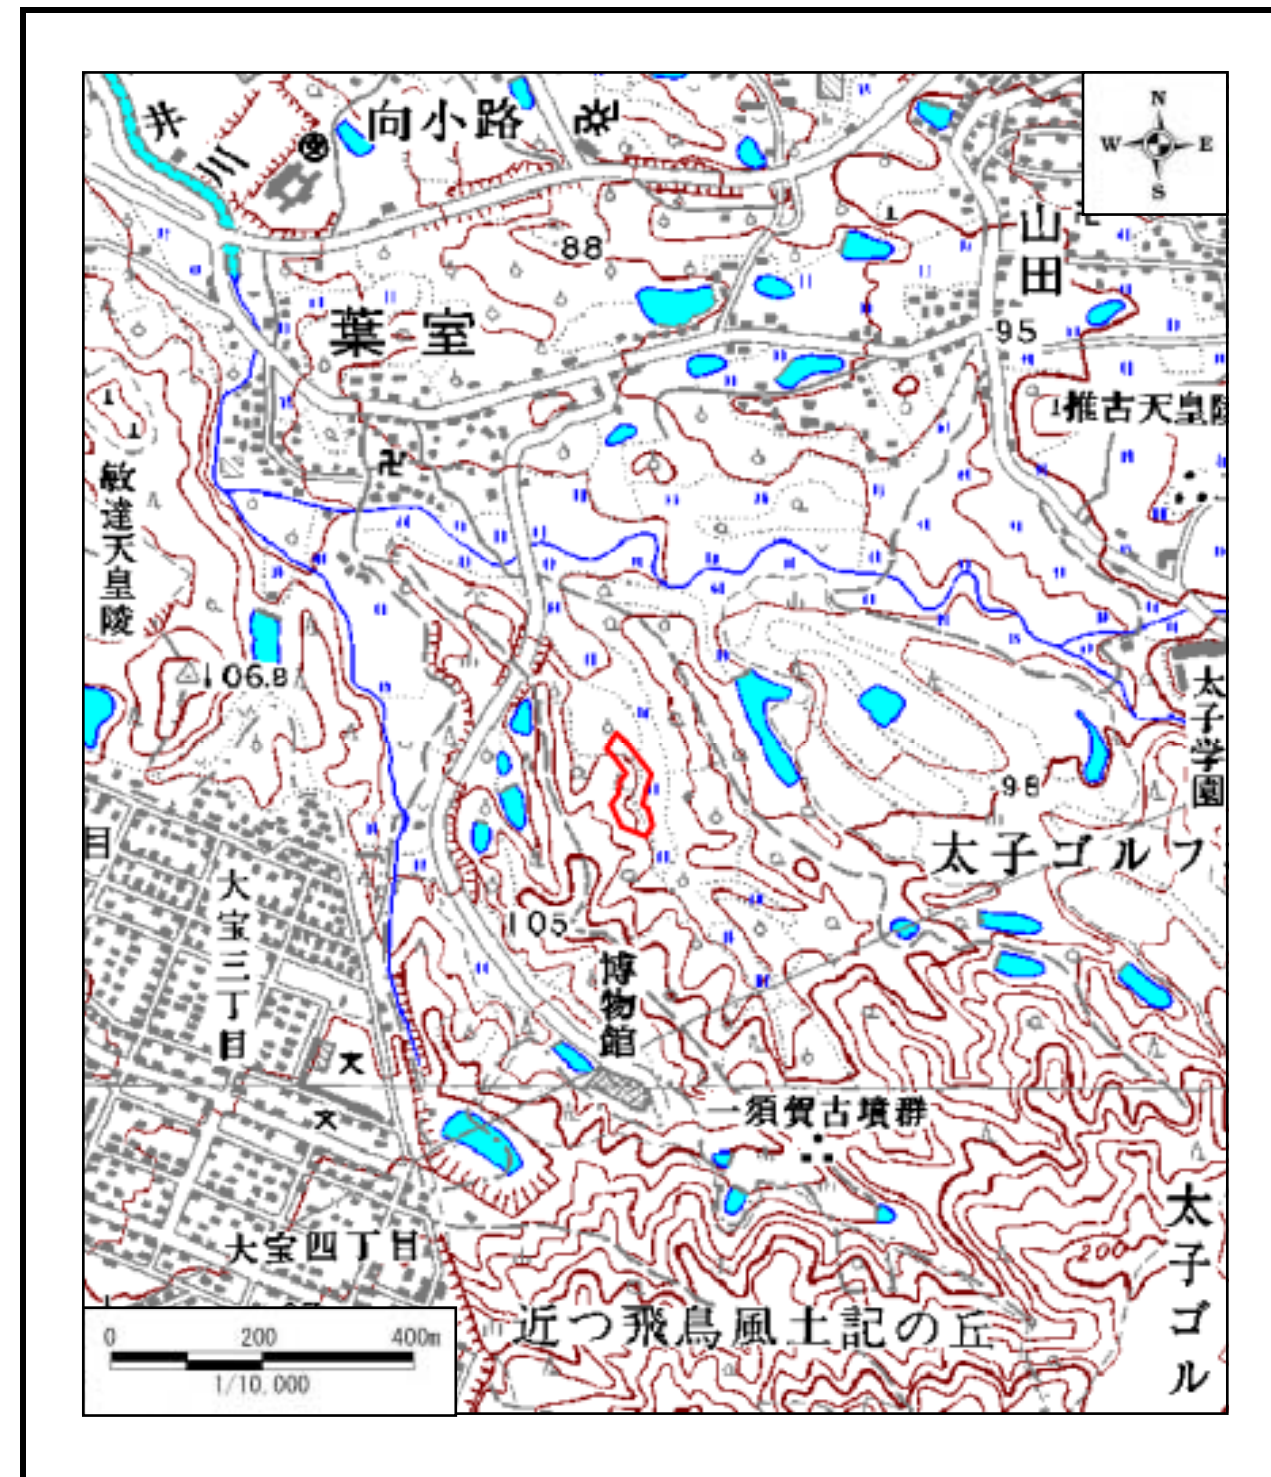 向小路
井
川
N
W E
S
88
山
田
葉室
95
推古天皇陵
敏達天皇陵
106.8
太子学園
98
目
太子ゴルフ
大宝三丁目
105
博物館
一須賀古墳群
太子ゴル
200
大宝四丁目
近つ飛鳥風土記の丘
0 200 400m
1/10,000